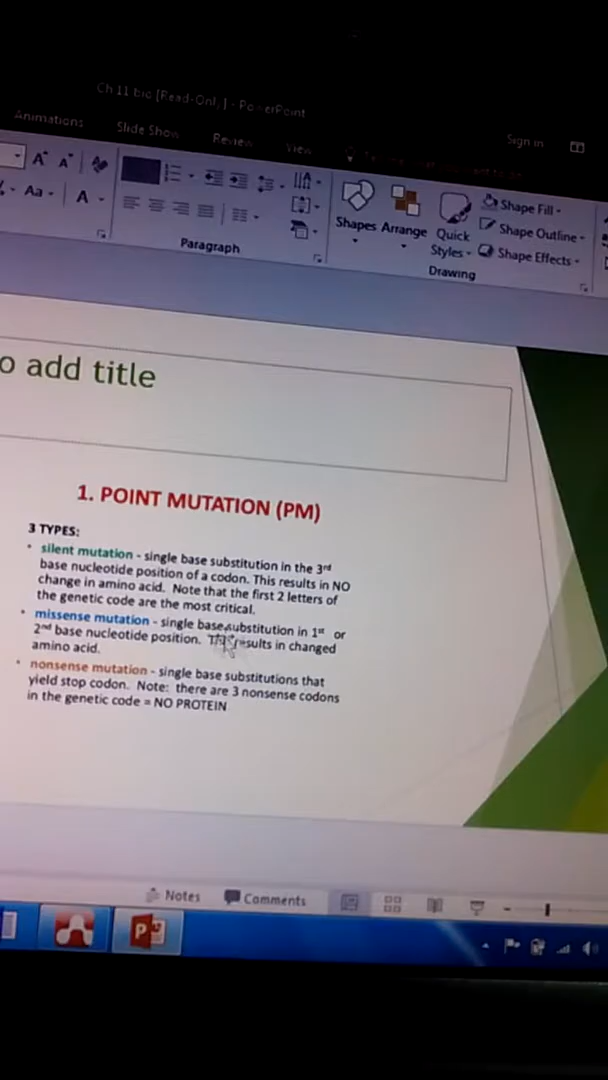 Ch 11 bio [Read-Only] - PowerPoint
Animations Slide Show Review View
Sign in
Aa A
Paragraph
Shapes Arrange Quick Styles
Shape Fill
Shape Outline
Shape Effects
Drawing
o add title
1. POINT MUTATION (PM)
3 TYPES:
• silent mutation - single base substitution in the 3rd
base nucleotide position of a codon. This results in NO
change in amino acid. Note that the first 2 letters of
the genetic code are the most critical.
• missense mutation - single base substitution in 1st or
2nd base nucleotide position. This results in changed
amino acid.
• nonsense mutation - single base substitutions that
yield stop codon. Note: there are 3 nonsense codons
in the genetic code = NO PROTEIN
Notes Comments